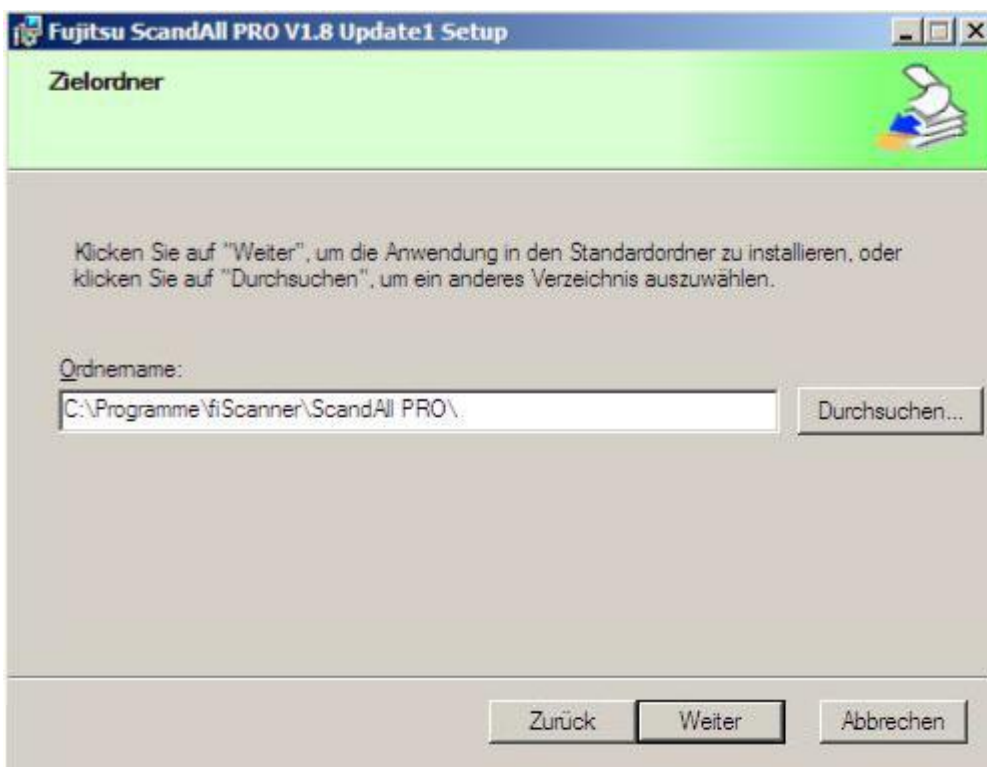 Fujitsu ScandAll PRO V1.8 Update1 Setup
Zielordner
Klicken Sie auf "Weiter", um die Anwendung in den Standardordner zu installieren, oder
klicken Sie auf "Durchsuchen", um ein anderes Verzeichnis auszuwählen.
Ordnername:
C:\Programme\fiScanner\ScandAll PRO\
Durchsuchen...
Zurück
Weiter
Abbrechen